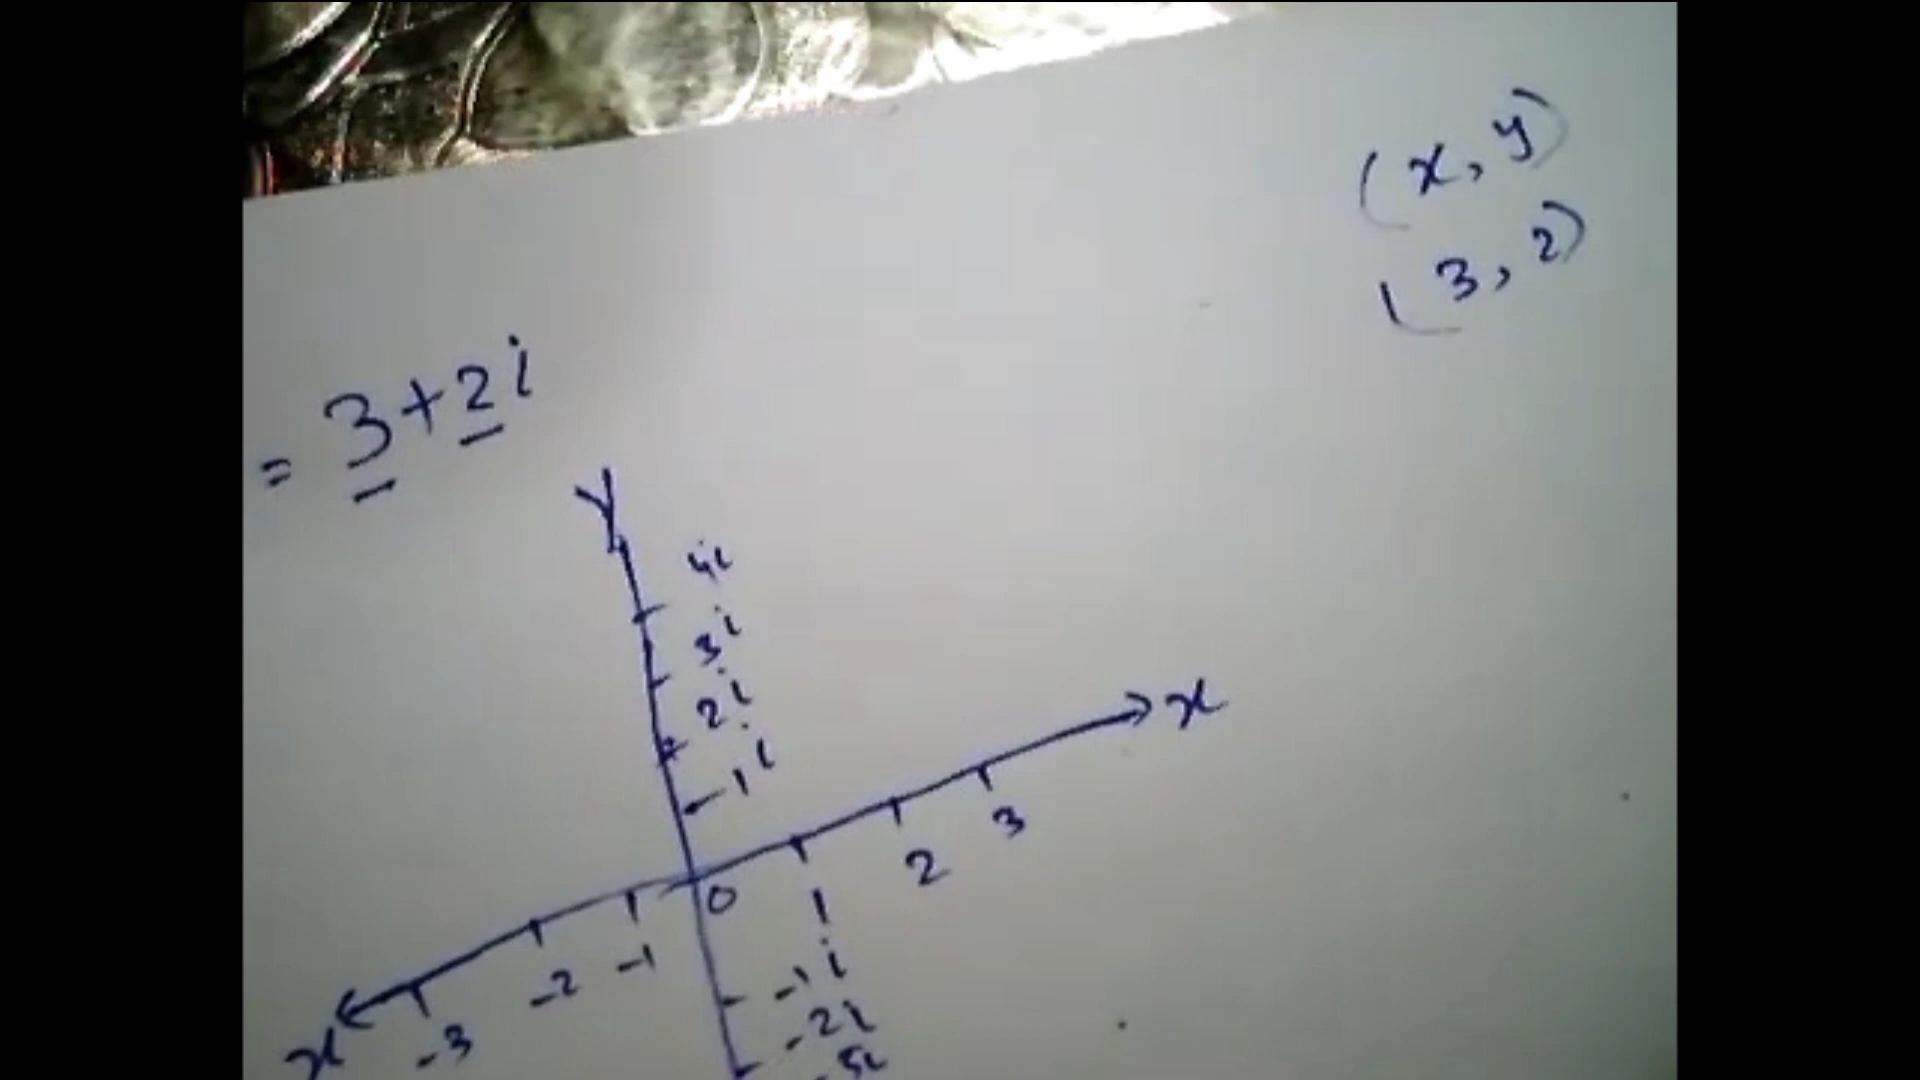 (x, y)
(3, 2)
= 3+2i
Y
4i
3i
2i
1i
x
3
2
1
0
-1
-2
-3
x
-1i
-2i